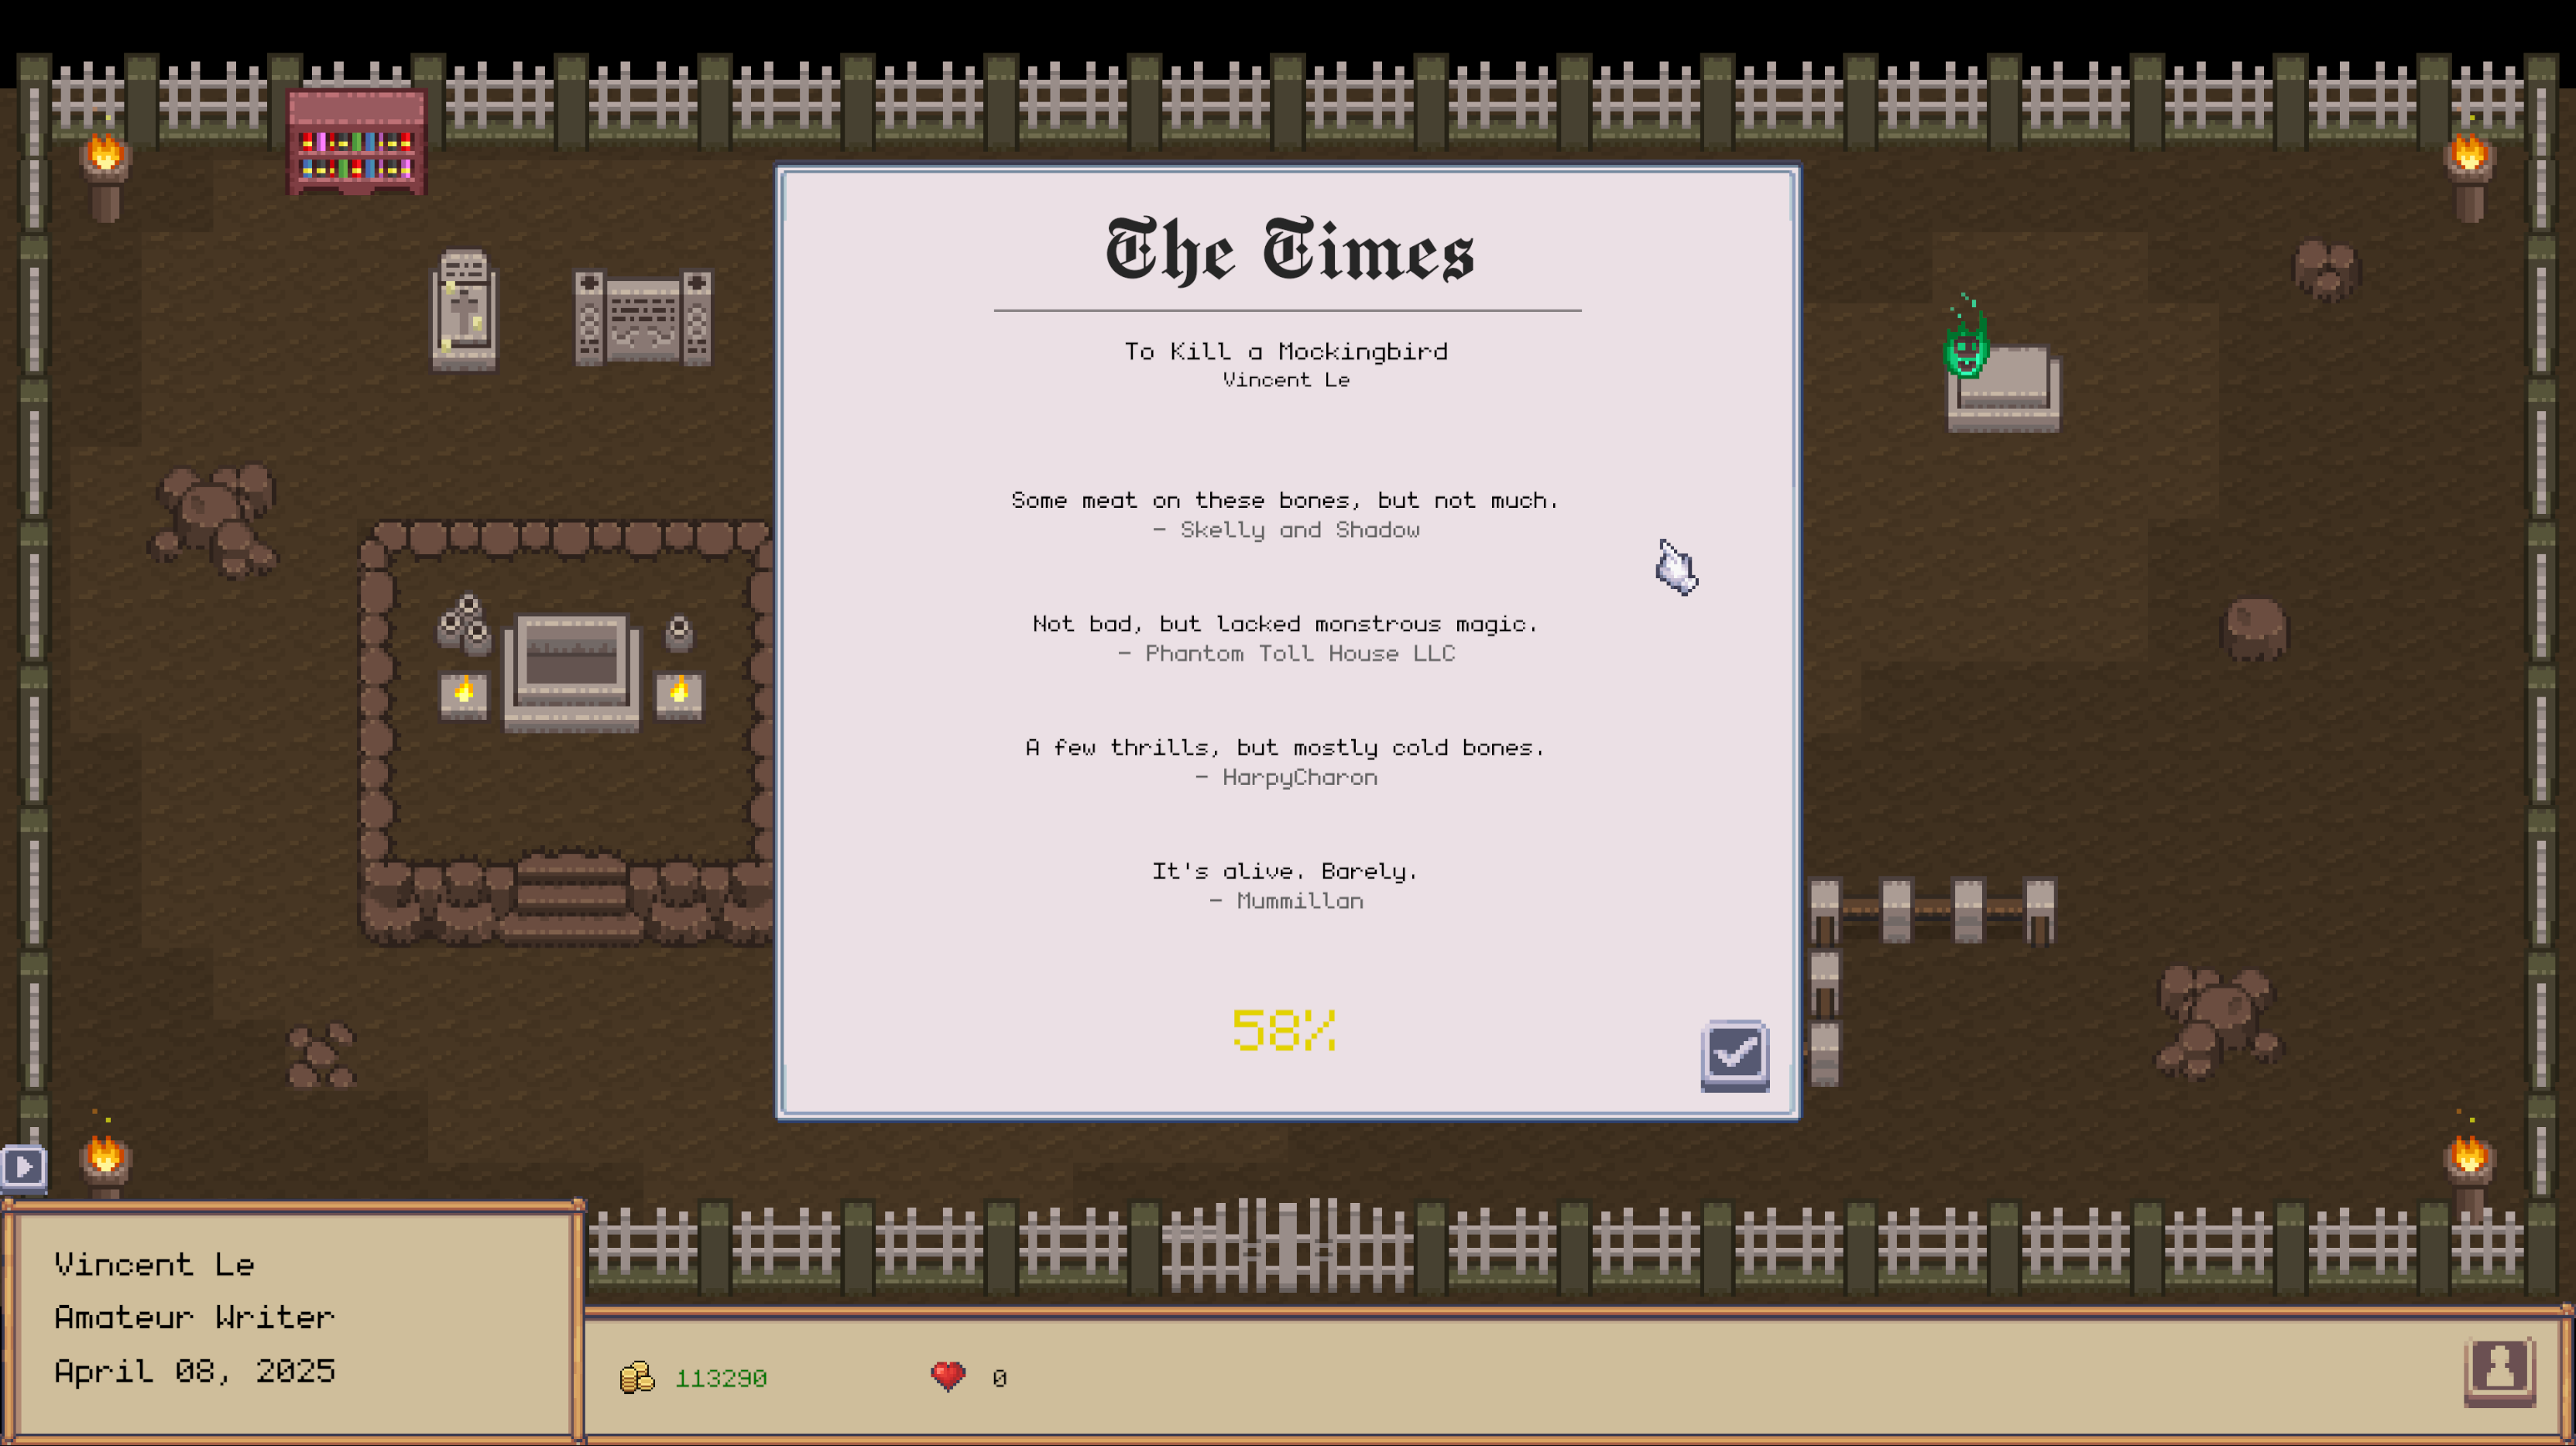 The Times
To Kill a Mockingbird
Vincent Le
Some meat on these bones, but not much.
- Skelly and Shadow
Not bad, but lacked monstrous magic.
- Phantom Toll House LLC
A few thrills, but mostly cold bones.
- HarpyCharon
It's alive. Barely.
- Mummillan
58%
Vincent Le
Amateur Writer
April 08, 2025
113290
0